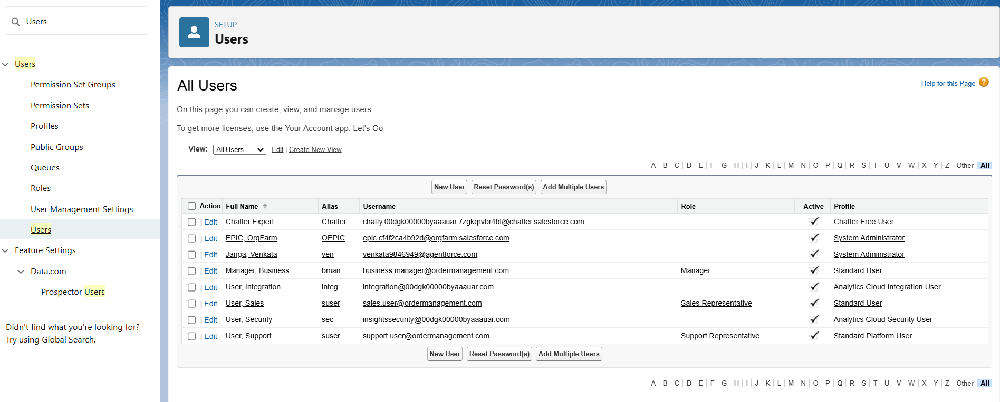 Users
Users
Permission Set Groups
Permission Sets
Profiles
Public Groups
Queues
Roles
User Management Settings
Users
Feature Settings
Data.com
Prospector Users
Didn't find what you're looking for?
Try using Global Search.
SETUP
Users
All Users
Help for this Page ?
On this page you can create, view, and manage users.
To get more licenses, use the Your Account app. Let's Go
View: All Users Edit | Create New View
A | B | C | D | E | F | G | H | I | J | K | L | M | N | O | P | Q | R | S | T | U | V | W | X | Y | Z | Other All
New User Reset Password(s) Add Multiple Users
Action Full Name ↑ Alias Username Role Active Profile
| Edit Chatter Expert Chatter chatty.00dgk00000byaaauar.7zgkqrvbr4bt@chatter.salesforce.com Chatter Free User
| Edit EPIC, OrgFarm OEPIC epic.cf4f2ca4b92d@orgfarm.salesforce.com System Administrator
| Edit Janga, Venkata ven venkata9846949@agentforce.com System Administrator
| Edit Manager, Business bman business.manager@ordermanagement.com Manager Standard User
| Edit User, Integration integ integration@00dgk00000byaaauar.com Analytics Cloud Integration User
| Edit User, Sales suser sales.user@ordermanagement.com Sales Representative Standard User
| Edit User, Security sec insightssecurity@00dgk00000byaaauar.com Analytics Cloud Security User
| Edit User, Support suser support.user@ordermanagement.com Support Representative Standard Platform User
New User Reset Password(s) Add Multiple Users
A | B | C | D | E | F | G | H | I | J | K | L | M | N | O | P | Q | R | S | T | U | V | W | X | Y | Z | Other All